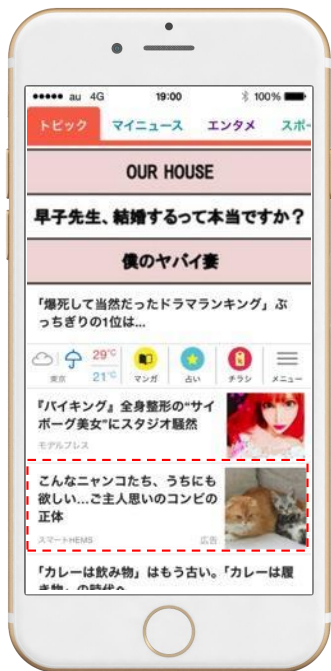 au 4G 19:00 100%
トピック マイニュース エンタメ スポー
OUR HOUSE
早子先生、結婚するって本当ですか？
僕のヤバイ妻
「爆死して当然だったドラマランキング」ぶ
っちぎりの1位は...
29℃
21℃
東京 マンガ 占い チラシ メニュー
『バイキング』全身整形の“サイ
ボーグ美女”にスタジオ騒然
モデルプレス
こんなニャンコたち、うちにも
欲しい...ご主人思いのコンビの
正体
スマートHEMS 広告
「カレーは飲み物」はもう古い。「カレーは履
き物」の時代へ